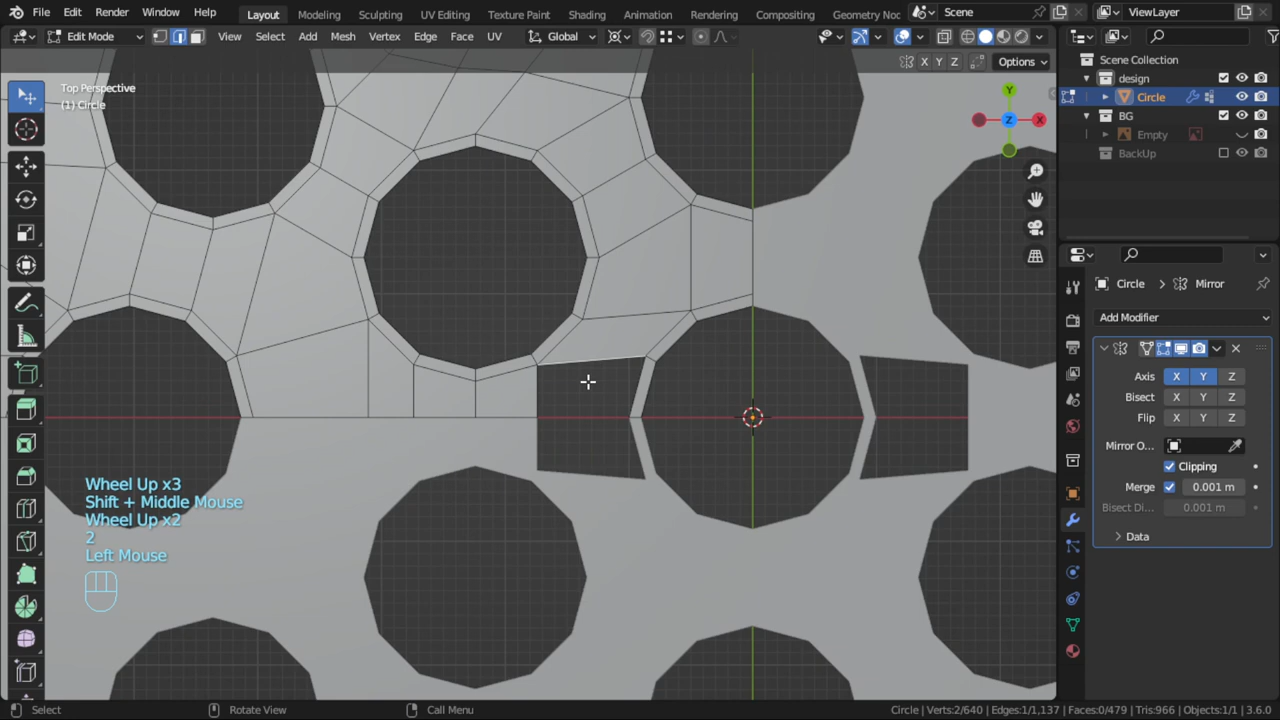 File Edit Render Window Help Layout Modeling Sculpting UV Editing Texture Paint Shading Animation Rendering Compositing Geometry Noc Scene ViewLayer
Edit Mode View Select Add Mesh Vertex Edge Face UV Global
X Y Z Options
Top Perspective
(1) Circle
Y
Z X
Scene Collection
design
Circle
BG
Empty
BackUp
Circle > Mirror
Add Modifier
Axis X Y Z
Bisect X Y Z
Flip X Y Z
Mirror O...
Clipping
Merge 0.001 m
Bisect Di... 0.001 m
> Data
Wheel Up x3
Shift + Middle Mouse
Wheel Up x2
2
Left Mouse
Select Rotate View Call Menu Circle | Verts:2/640 | Edges:1/1,137 | Faces:0/479 | Tris:966 | Objects:1/1 | 3.6.0